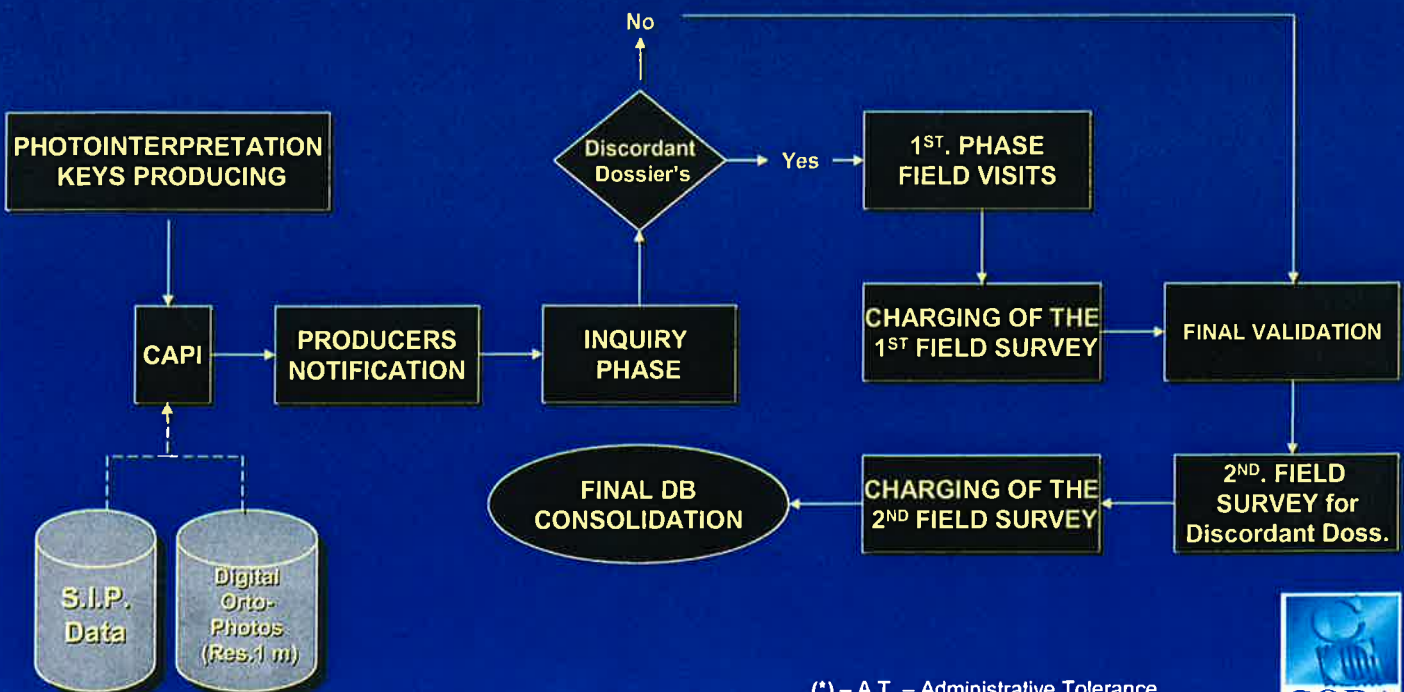 No
PHOTOINTERPRETATION
KEYS PRODUCING
Discordant
Dossier's
Yes
1ST. PHASE
FIELD VISITS
CAPI
PRODUCERS
NOTIFICATION
INQUIRY
PHASE
CHARGING OF THE
1ST FIELD SURVEY
FINAL VALIDATION
FINAL DB
CONSOLIDATION
CHARGING OF THE
2ND FIELD SURVEY
2ND. FIELD
SURVEY for
Discordant Doss.
S.I.P.
Data
Digital
Orto-
Photos
(Res.1 m)
(*) – A.T. – Administrative Tolerance